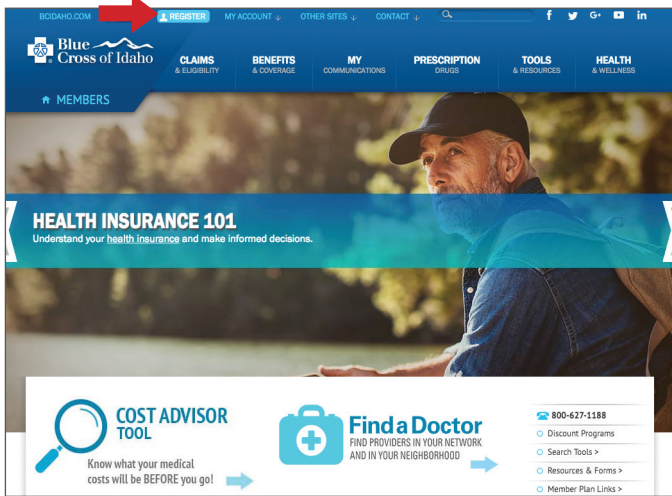 BCIDAHO.COM REGISTER MY ACCOUNT OTHER SITES CONTACT
Blue
Cross of Idaho
CLAIMS
& ELIGIBILITY
BENEFITS
& COVERAGE
MY
COMMUNICATIONS
PRESCRIPTION
DRUGS
TOOLS
& RESOURCES
HEALTH
& WELLNESS
MEMBERS
HEALTH INSURANCE 101
Understand your health insurance and make informed decisions.
COST ADVISOR
TOOL
Know what your medical
costs will be BEFORE you go!
Find a Doctor
FIND PROVIDERS IN YOUR NETWORK
AND IN YOUR NEIGHBORHOOD
800-627-1188
Discount Programs
Search Tools >
Resources & Forms >
Member Plan Links >